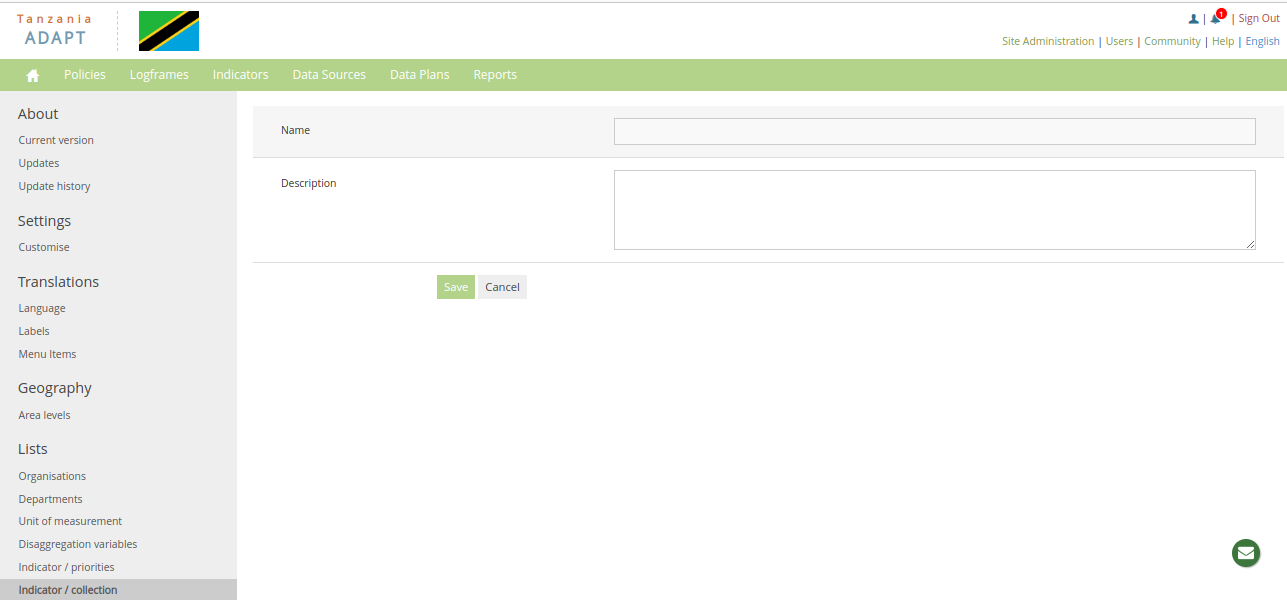 Tanzania
ADAPT
1
| | Sign Out
Site Administration | Users | Community | Help | English
Policies Logframes Indicators Data Sources Data Plans Reports
About
Current version
Updates
Update history
Settings
Customise
Translations
Language
Labels
Menu Items
Geography
Area levels
Lists
Organisations
Departments
Unit of measurement
Disaggregation variables
Indicator / priorities
Indicator / collection
Name
Description
Save Cancel